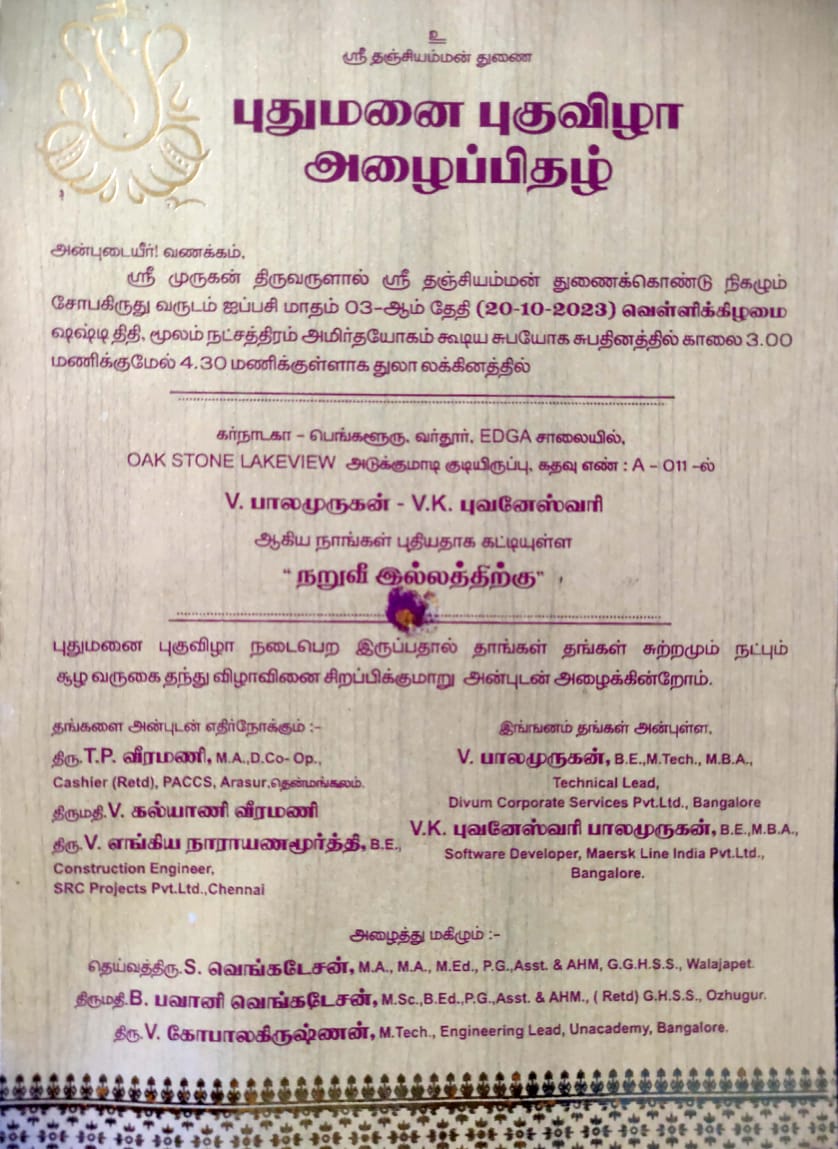 உ
ஸ்ரீ தஞ்சியம்மன் துணை
புதுமனை புகுவிழா
அழைப்பிதழ்
அன்புடையீர்! வணக்கம்,
ஸ்ரீ முருகன் திருவருளால் ஸ்ரீ தஞ்சியம்மன் துணைக்கொண்டு நிகழும்
சோபகிருது வருடம் ஐப்பசி மாதம் 03-ஆம் தேதி (20-10-2023) வெள்ளிக்கிழமை
ஷஷ்டி திதி, மூலம் நட்சத்திரம் அமிர்தயோகம் கூடிய சுபயோக சுபதினத்தில் காலை 3.00
மணிக்குமேல் 4.30 மணிக்குள்ளாக துலா லக்கினத்தில்
கர்நாடகா - பெங்களூரு, வர்தூர், EDGA சாலையில்,
OAK STONE LAKEVIEW அடுக்குமாடி குடியிருப்பு, கதவு எண் : A - 011 -ல்
V. பாலமுருகன் - V.K. புவனேஸ்வரி
ஆகிய நாங்கள் புதியதாக கட்டியுள்ள
“ நறுவீ இல்லத்திற்கு”
புதுமனை புகுவிழா நடைபெற இருப்பதால் தாங்கள் தங்கள் சுற்றமும் நட்பும்
சூழ வருகை தந்து விழாவினை சிறப்பிக்குமாறு அன்புடன் அழைக்கின்றோம்.
தங்களை அன்புடன் எதிர்நோக்கும் :-
திரு.T.P. வீரமணி, M.A.,D.Co- Op.,
Cashier (Retd), PACCS, Arasur,தென்மங்கலம்.
திருமதி.V. கல்யாணி வீரமணி
திரு.V. எங்கிய நாராயணமூர்த்தி, B.E.,
Construction Engineer,
SRC Projects Pvt.Ltd.,Chennai
இங்ஙனம் தங்கள் அன்புள்ள,
V. பாலமுருகன், B.E.,M.Tech., M.B.A.,
Technical Lead,
Divum Corporate Services Pvt.Ltd., Bangalore
V.K. புவனேஸ்வரி பாலமுருகன், B.E.,M.B.A.,
Software Developer, Maersk Line India Pvt.Ltd.,
Bangalore.
அழைத்து மகிழும் :-
தெய்வத்திரு.S. வெங்கடேசன், M.A., M.A., M.Ed., P.G.,Asst. & AHM, G.G.H.S.S., Walajapet.
திருமதி.B. பவானி வெங்கடேசன், M.Sc.,B.Ed.,P.G.,Asst. & AHM., ( Retd) G.H.S.S., Ozhugur.
திரு.V. கோபாலகிருஷ்ணன், M.Tech., Engineering Lead, Unacademy, Bangalore.